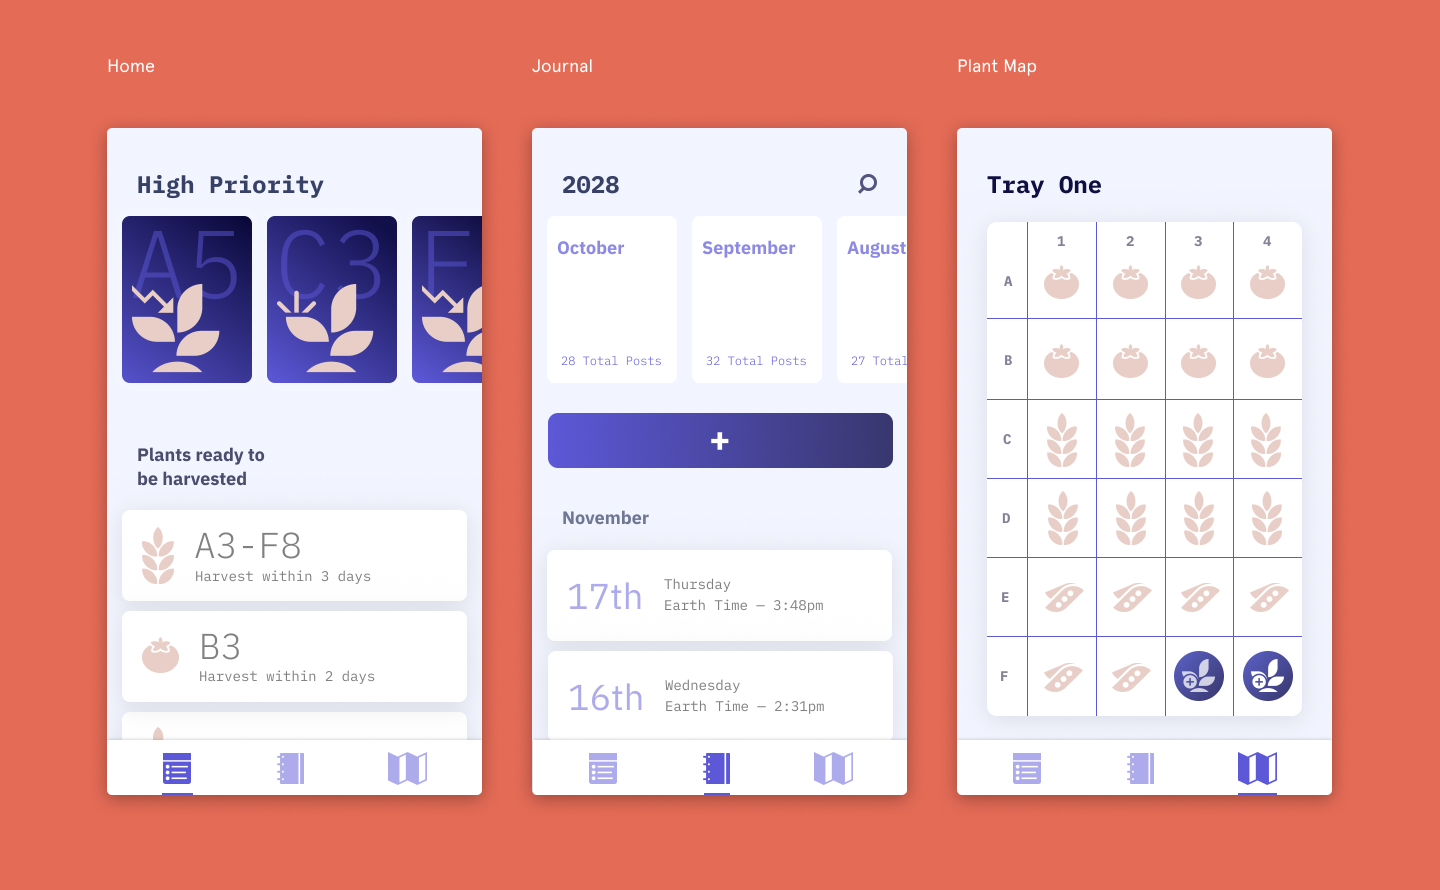 Home
High Priority
A5
C3
F
Plants ready to
be harvested
A3-F8
Harvest within 3 days
B3
Harvest within 2 days
Journal
2028
October
28 Total Posts
September
32 Total Posts
August
27 Total
+
November
17th
Thursday
Earth Time — 3:48pm
16th
Wednesday
Earth Time — 2:31pm
Plant Map
Tray One
1 2 3 4
A
B
C
D
E
F